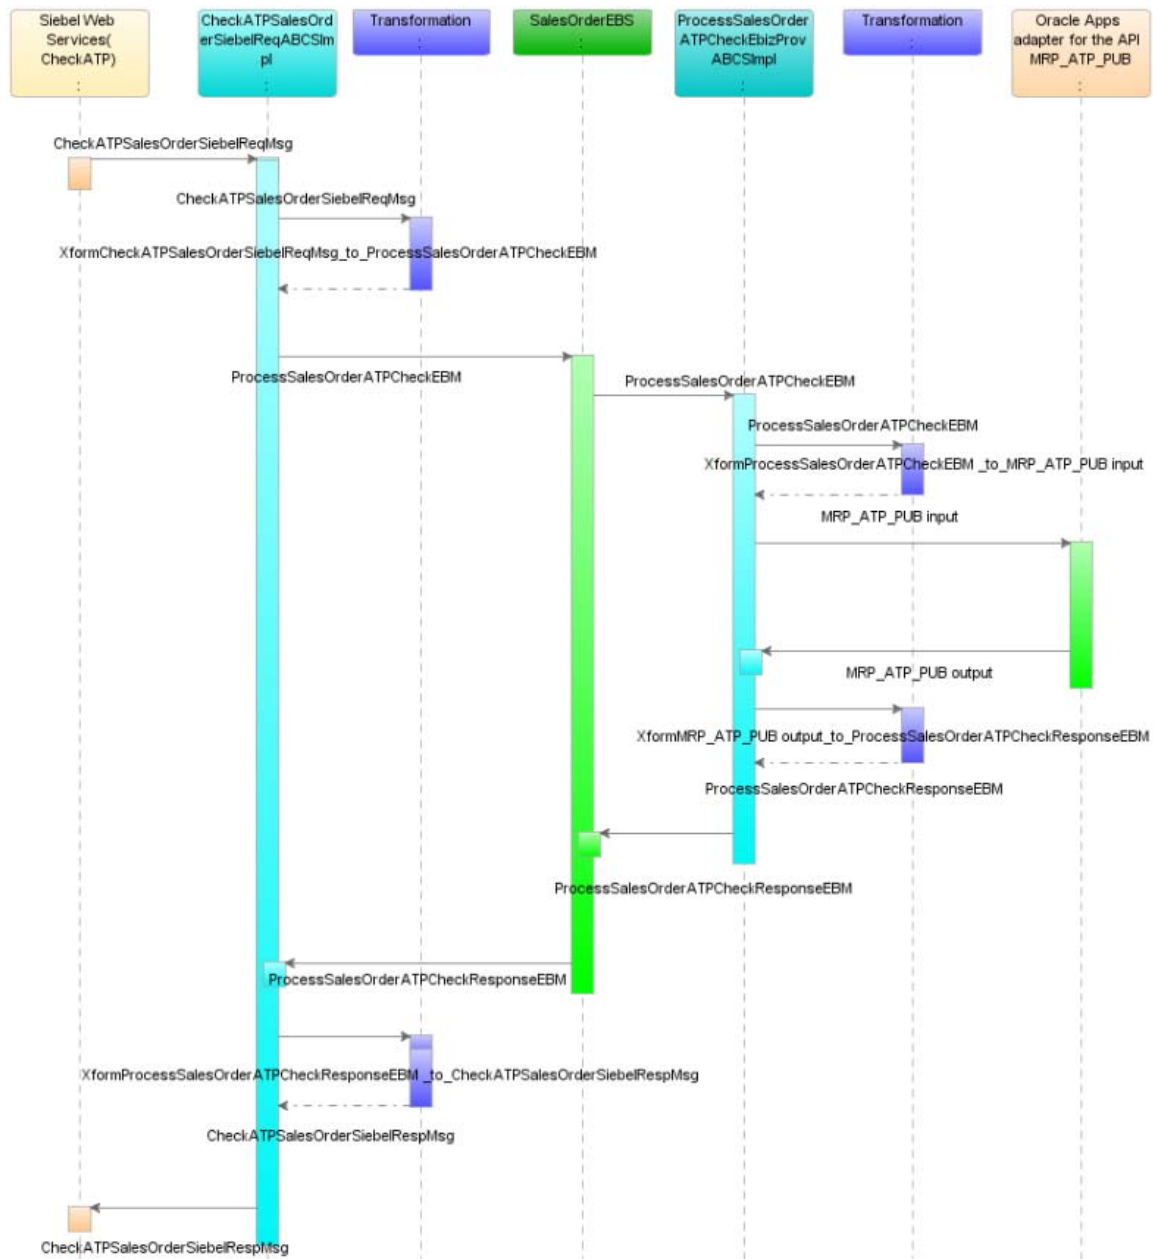 Siebel Web
Services(
CheckATP)
:
CheckATPSalesOrd
erSiebelReqABCSIm
pl
:
Transformation
:
SalesOrderEBS
:
ProcessSalesOrder
ATPCheckEbizProv
ABCSImpl
:
Transformation
:
Oracle Apps
adapter for the API
MRP_ATP_PUB
:
CheckATPSalesOrderSiebelReqMsg
CheckATPSalesOrderSiebelReqMsg
XformCheckATPSalesOrderSiebelReqMsg_to_ProcessSalesOrderATPCheckEBM
ProcessSalesOrderATPCheckEBM
ProcessSalesOrderATPCheckEBM
ProcessSalesOrderATPCheckEBM
XformProcessSalesOrderATPCheckEBM _to_MRP_ATP_PUB input
MRP_ATP_PUB input
MRP_ATP_PUB output
XformMRP_ATP_PUB output_to_ProcessSalesOrderATPCheckResponseEBM
ProcessSalesOrderATPCheckResponseEBM
ProcessSalesOrderATPCheckResponseEBM
ProcessSalesOrderATPCheckResponseEBM
XformProcessSalesOrderATPCheckResponseEBM _to_CheckATPSalesOrderSiebelRespMsg
CheckATPSalesOrderSiebelRespMsg
CheckATPSalesOrderSiebelRespMsg